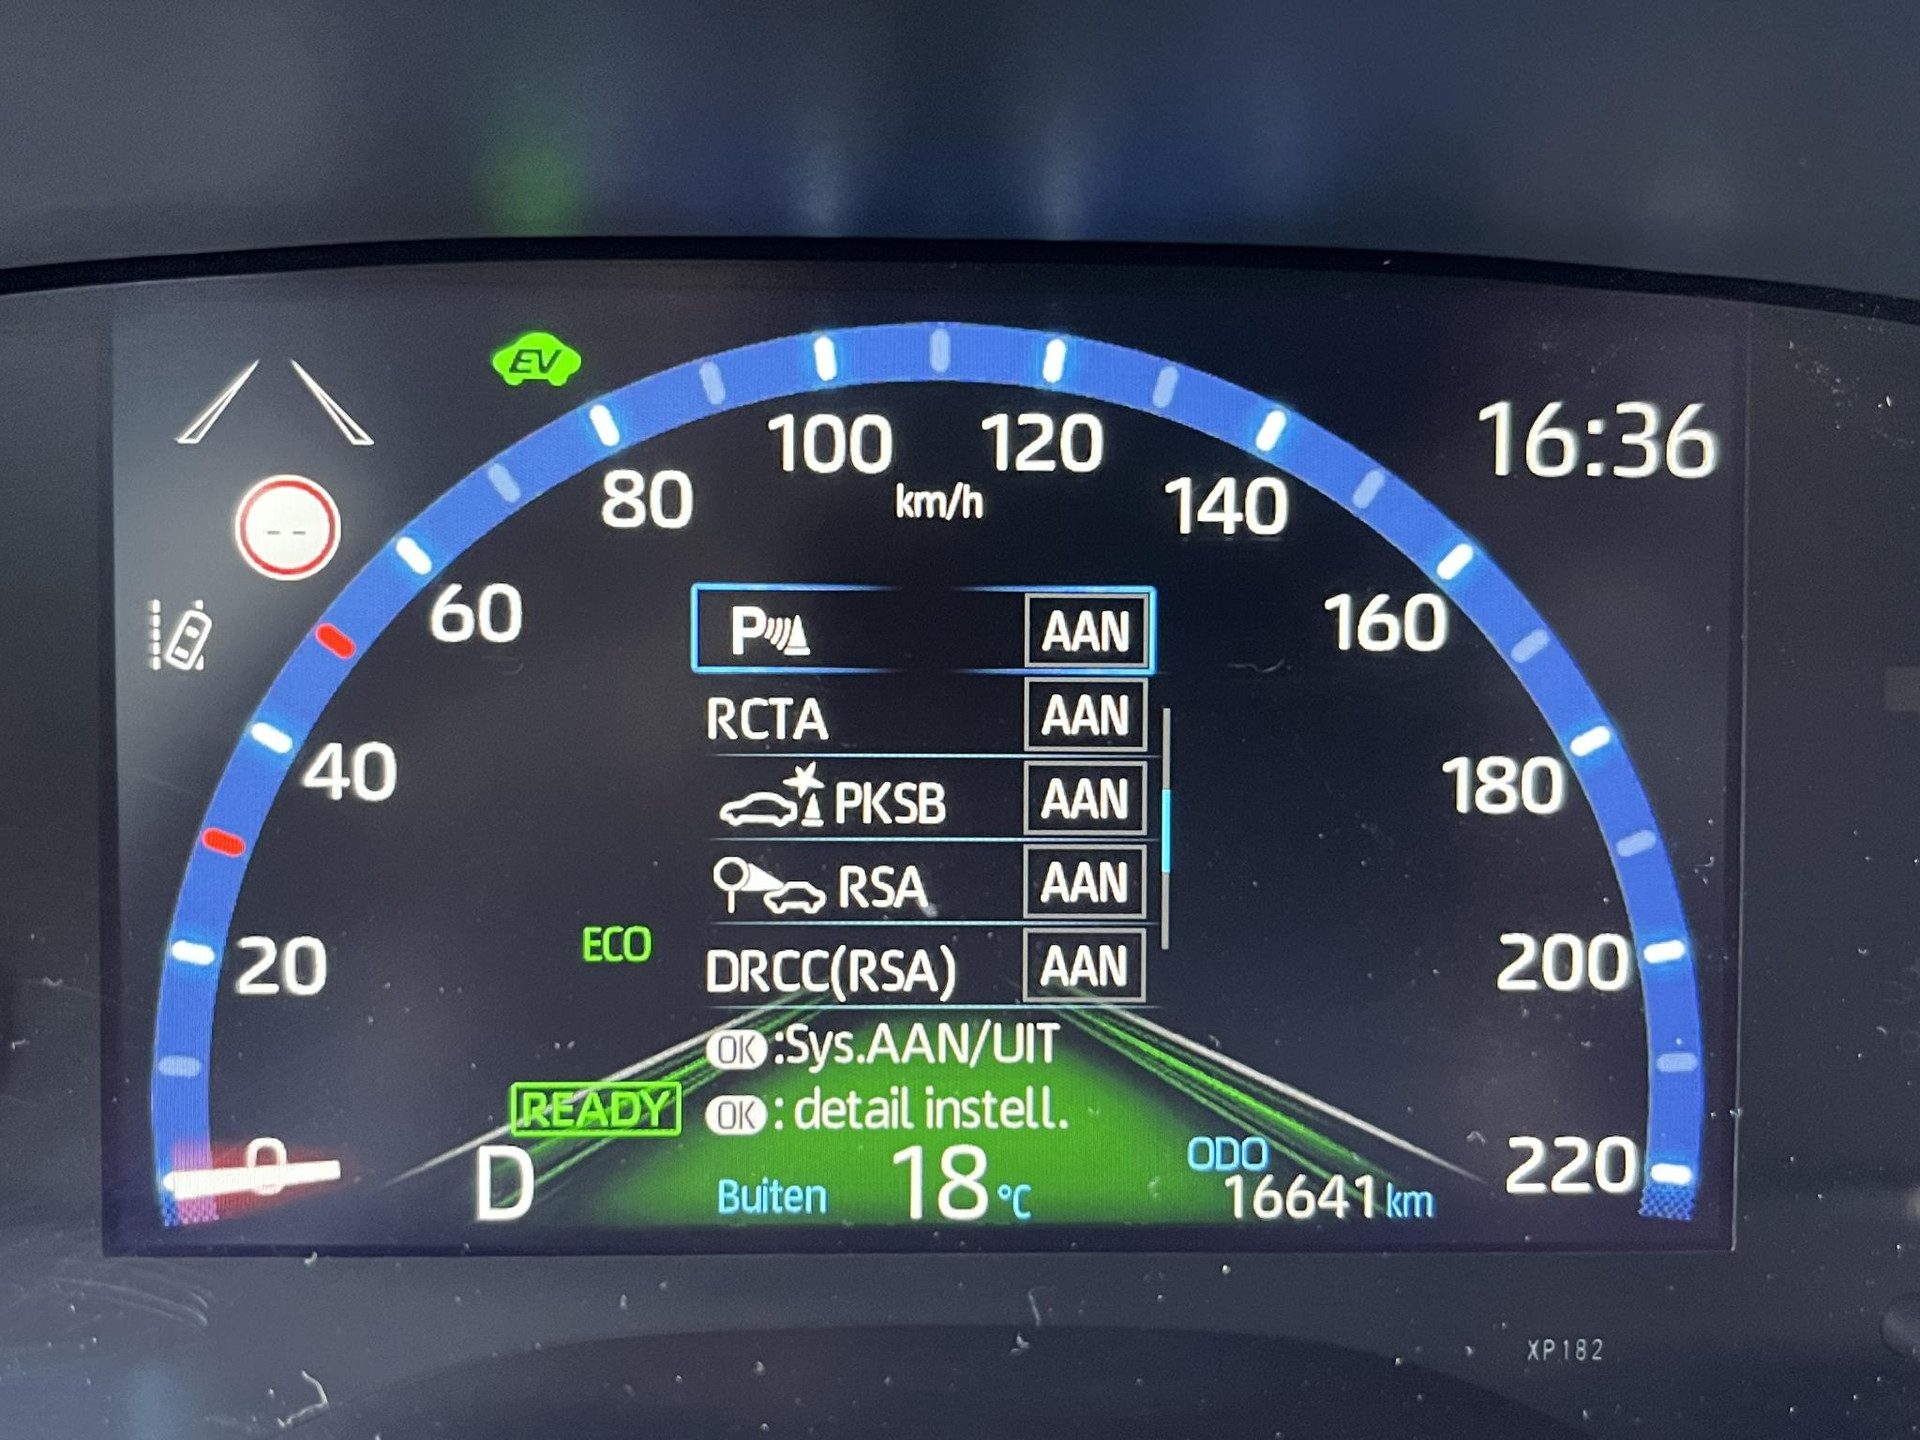 EV
16:36
100 120
80 km/h 140
- -
60 160
P AAN
RCTA AAN
40 180
PKSB AAN
RSA AAN
ECO
20 200
DRCC(RSA) AAN
OK :Sys.AAN/UIT
READY OK : detail instell.
0 D Buiten 18 °C ODO 220
16641 km
XP182